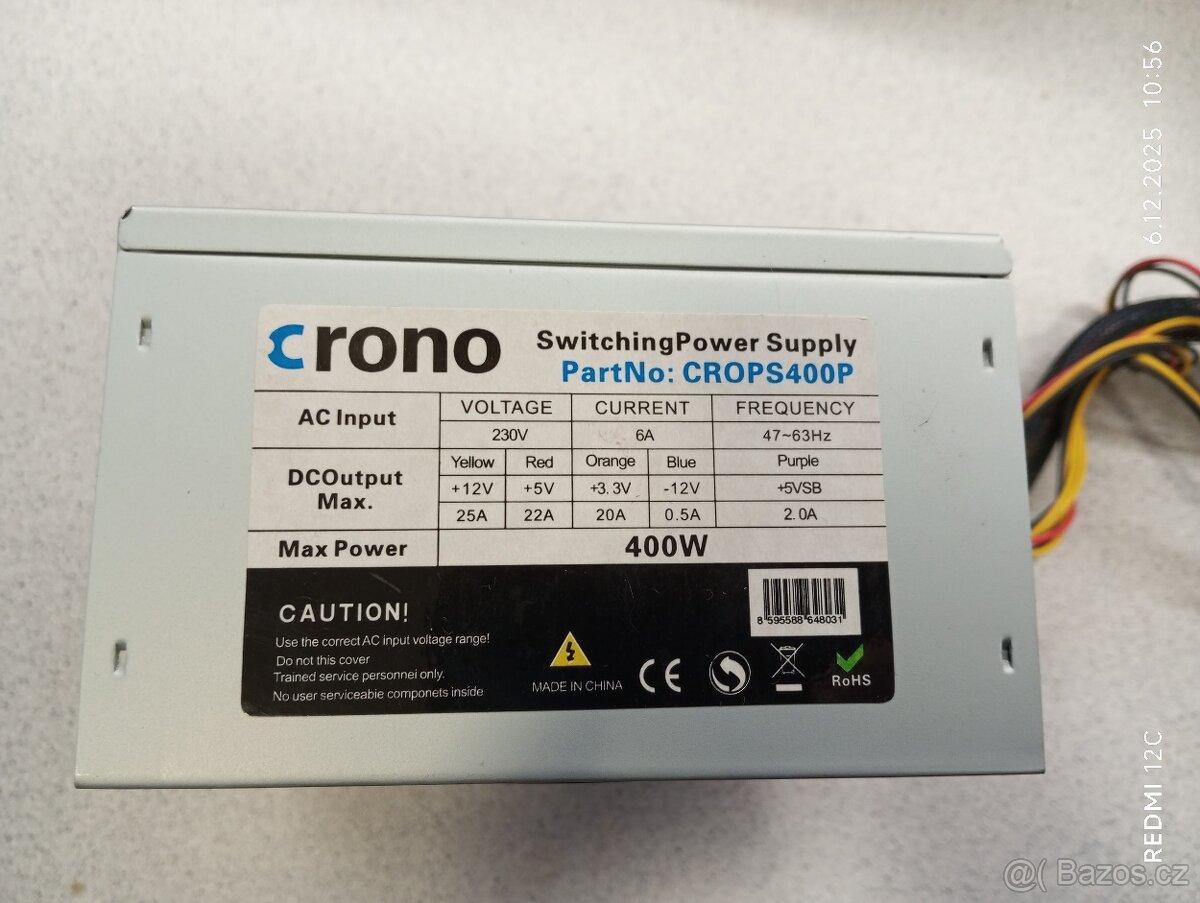 crono
SwitchingPower Supply
PartNo: CROPS400P
AC Input
VOLTAGE CURRENT FREQUENCY
230V 6A 47~63Hz
DCOutput
Max.
Yellow Red Orange Blue Purple
+12V +5V +3.3V -12V +5VSB
25A 22A 20A 0.5A 2.0A
Max Power 400W
CAUTION!
Use the correct AC input voltage range!
Do not this cover
Trained service personnei only.
No user serviceable componets inside
MADE IN CHINA
CE
8 595588 648031
RoHS
6.12.2025 10:56
REDMI 12C
@( Bazos.cz